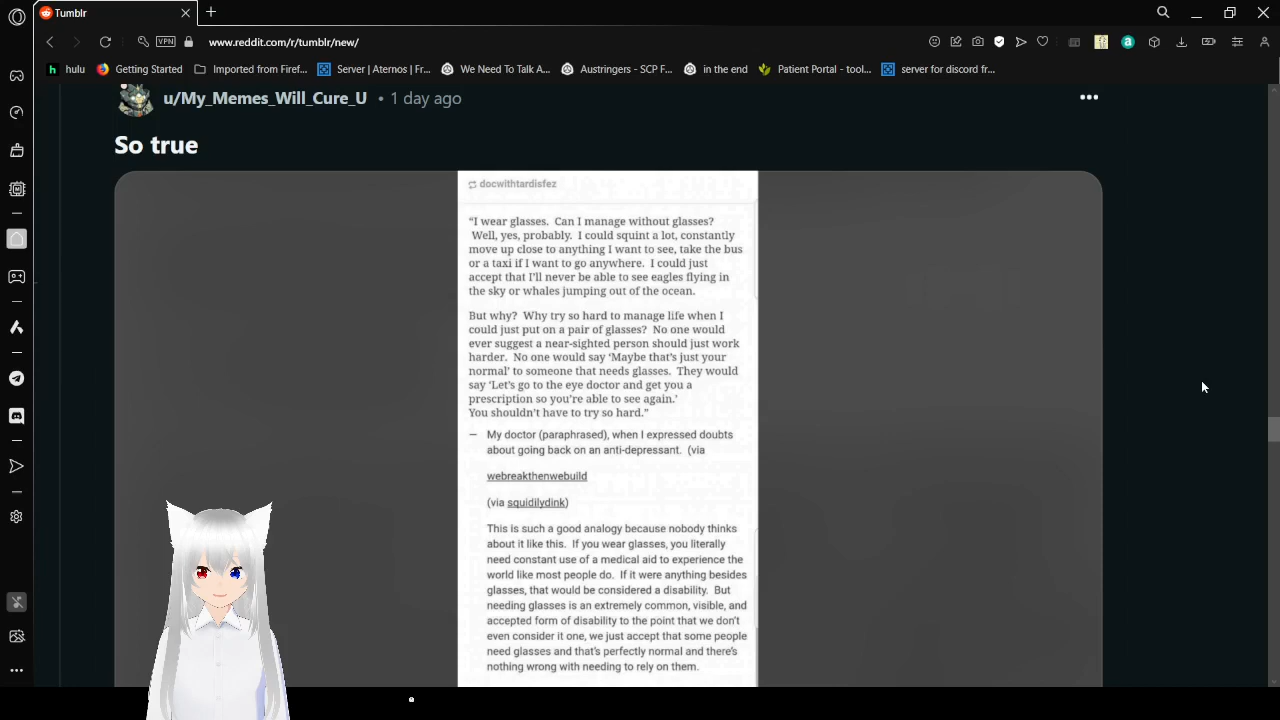 Tumblr
VPN
www.reddit.com/r/tumblr/new/
hulu
Getting Started
Imported from Firef...
Server | Aternos | Fr...
We Need To Talk A...
Austringers - SCP F...
in the end
Patient Portal - tool...
server for discord fr...
u/My_Memes_Will_Cure_U • 1 day ago
So true
docwithtardisfez
“I wear glasses. Can I manage without glasses?
Well, yes, probably. I could squint a lot, constantly
move up close to anything I want to see, take the bus
or a taxi if I want to go anywhere. I could just
accept that I’ll never be able to see eagles flying in
the sky or whales jumping out of the ocean.
But why? Why try so hard to manage life when I
could just put on a pair of glasses? No one would
ever suggest a near-sighted person should just work
harder. No one would say ‘Maybe that’s just your
normal’ to someone that needs glasses. They would
say ‘Let’s go to the eye doctor and get you a
prescription so you’re able to see again.’
You shouldn’t have to try so hard.”
— My doctor (paraphrased), when I expressed doubts
about going back on an anti-depressant. (via
webreakthenwebuild
(via squidilydink)
This is such a good analogy because nobody thinks
about it like this. If you wear glasses, you literally
need constant use of a medical aid to experience the
world like most people do. If it were anything besides
glasses, that would be considered a disability. But
needing glasses is an extremely common, visible, and
accepted form of disability to the point that we don’t
even consider it one, we just accept that some people
need glasses and that’s perfectly normal and there’s
nothing wrong with needing to rely on them.